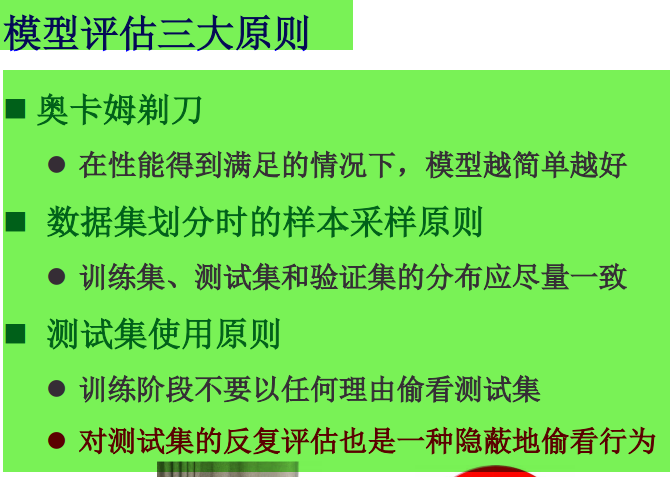 模型评估三大原则
奥卡姆剃刀
在性能得到满足的情况下，模型越简单越好
数据集划分时的样本采样原则
训练集、测试集和验证集的分布应尽量一致
测试集使用原则
训练阶段不要以任何理由偷看测试集
对测试集的反复评估也是一种隐蔽地偷看行为